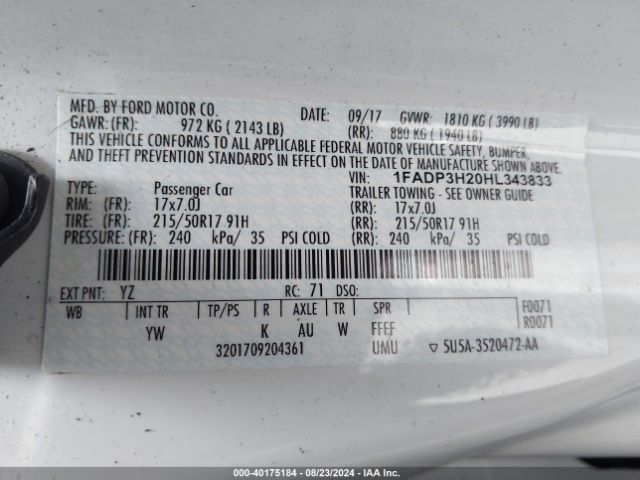 MFD. BY FORD MOTOR CO. DATE: 09/17 GVWR: 1810 KG ( 3990 LB)
GAWR: (FR): 972 KG ( 2143 LB) (RR): 880 KG ( 1940 LB)
THIS VEHICLE CONFORMS TO ALL APPLICABLE FEDERAL MOTOR VEHICLE SAFETY, BUMPER,
AND THEFT PREVENTION STANDARDS IN EFFECT ON THE DATE OF MANUFACTURE SHOWN ABOVE.
VIN: 1FADP3H20HL343833
TYPE: Passenger Car TRAILER TOWING - SEE OWNER GUIDE
RIM: (FR): 17x7.0J (RR): 17x7.0J
TIRE: (FR): 215/50R17 91H (RR): 215/50R17 91H
PRESSURE: (FR): 240 kPa/ 35 PSI COLD (RR): 240 kPa/ 35 PSI COLD
EXT PNT: YZ RC: 71 DSO:
WB INT TR TP/PS R AXLE TR SPR F0071
YW K AU W FFEF R0071
3201709204361 UMU ▽ 5U5A-3520472-AA
000-40175184 - 08/23/2024 - IAA Inc.